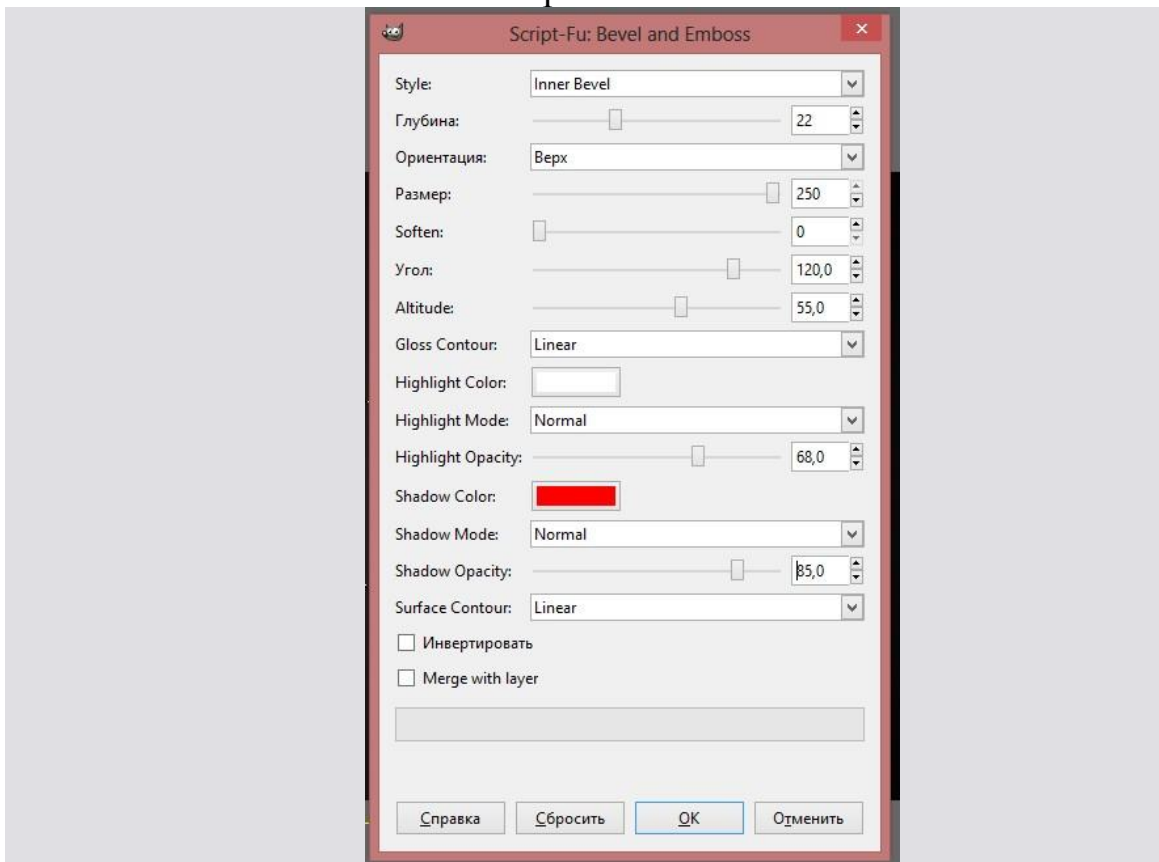 Script-Fu: Bevel and Emboss
Style: Inner Bevel
Глубина: 22
Ориентация: Верх
Размер: 250
Soften: 0
Угол: 120,0
Altitude: 55,0
Gloss Contour: Linear
Highlight Color:
Highlight Mode: Normal
Highlight Opacity: 68,0
Shadow Color:
Shadow Mode: Normal
Shadow Opacity: 85,0
Surface Contour: Linear
Инвертировать
Merge with layer
Справка Сбросить OK Отменить